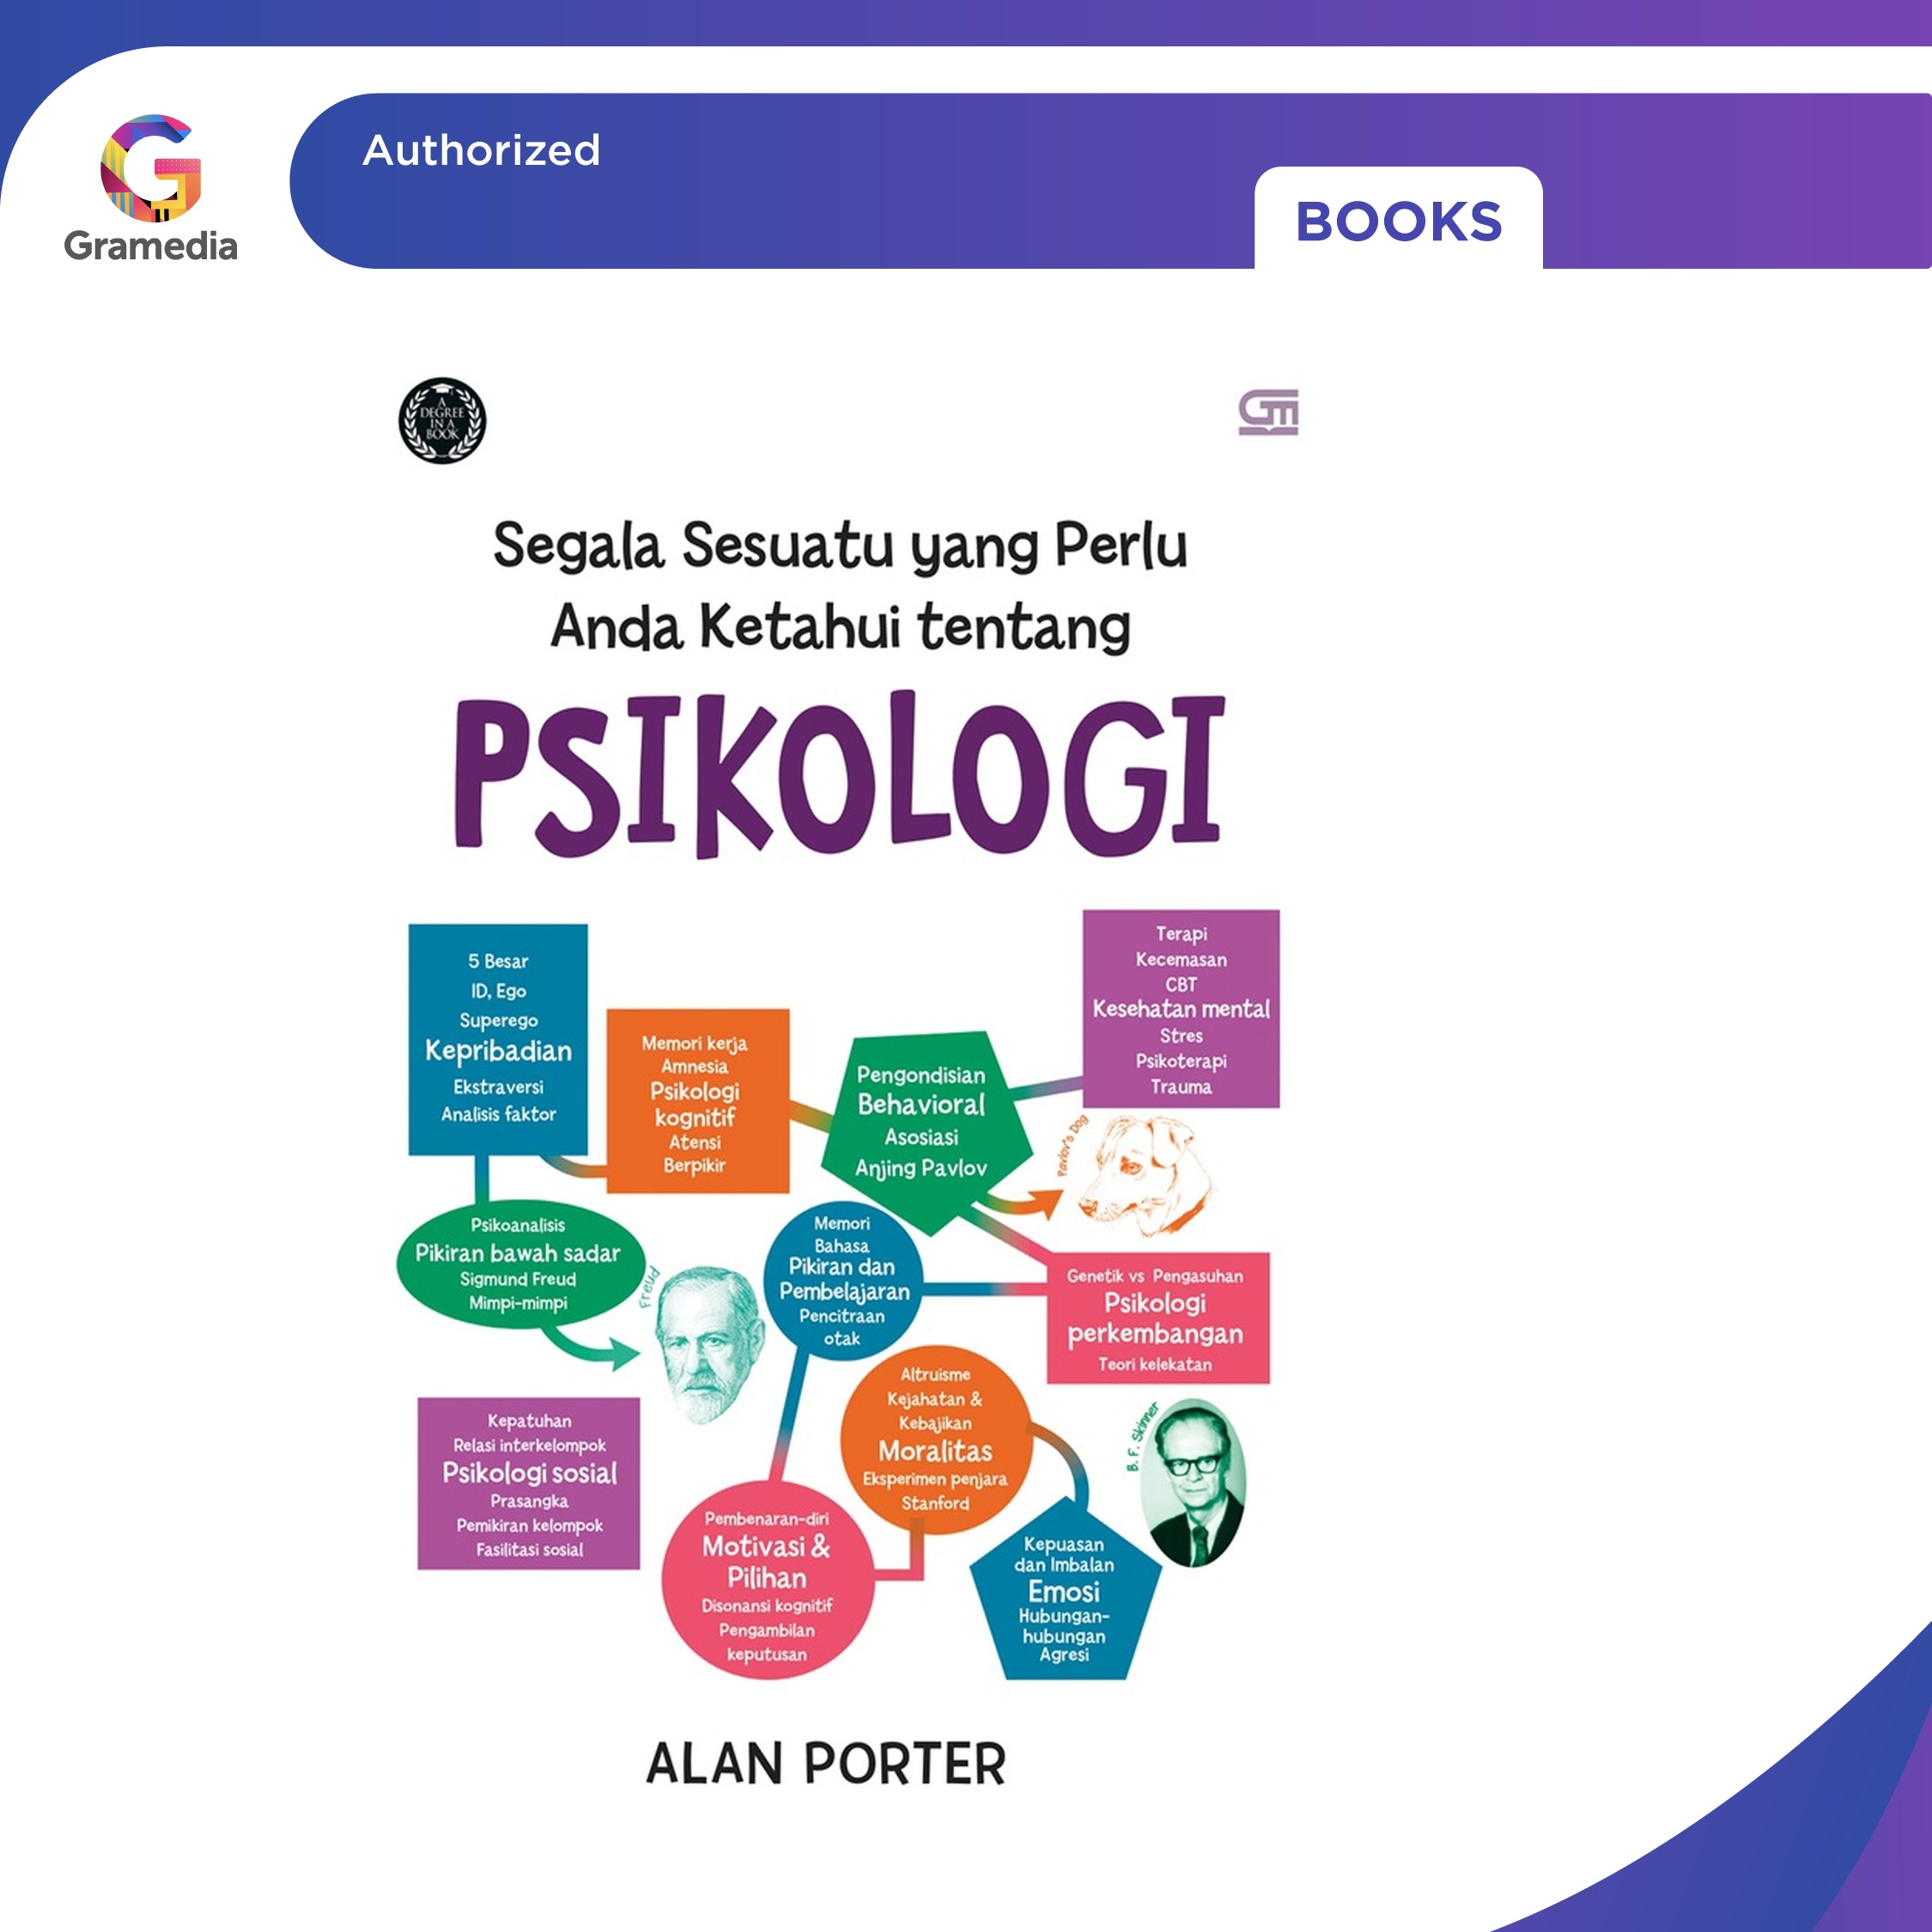 Gramedia
Authorized
BOOKS
A
DEGREE
IN A
BOOK
Gm
Segala Sesuatu yang Perlu
Anda Ketahui tentang
PSIKOLOGI
5 Besar
ID, Ego
Superego
Kepribadian
Ekstraversi
Analisis faktor
Memori kerja
Amnesia
Psikologi
kognitif
Atensi
Berpikir
Pengondisian
Behavioral
Asosiasi
Anjing Pavlov
Terapi
Kecemasan
CBT
Kesehatan mental
Stres
Psikoterapi
Trauma
Pavlov's Dog
Psikoanalisis
Pikiran bawah sadar
Sigmund Freud
Mimpi-mimpi
Freud
Memori
Bahasa
Pikiran dan
Pembelajaran
Pencitraan
otak
Genetik vs Pengasuhan
Psikologi
perkembangan
Teori kelekatan
Kepatuhan
Relasi interkelompok
Psikologi sosial
Prasangka
Pemikiran kelompok
Fasilitasi sosial
Altruisme
Kejahatan &
Kebajikan
Moralitas
Eksperimen penjara
Stanford
B. F. Skinner
Pembenaran-diri
Motivasi &
Pilihan
Disonansi kognitif
Pengambilan
keputusan
Kepuasan
dan Imbalan
Emosi
Hubungan-
hubungan
Agresi
ALAN PORTER